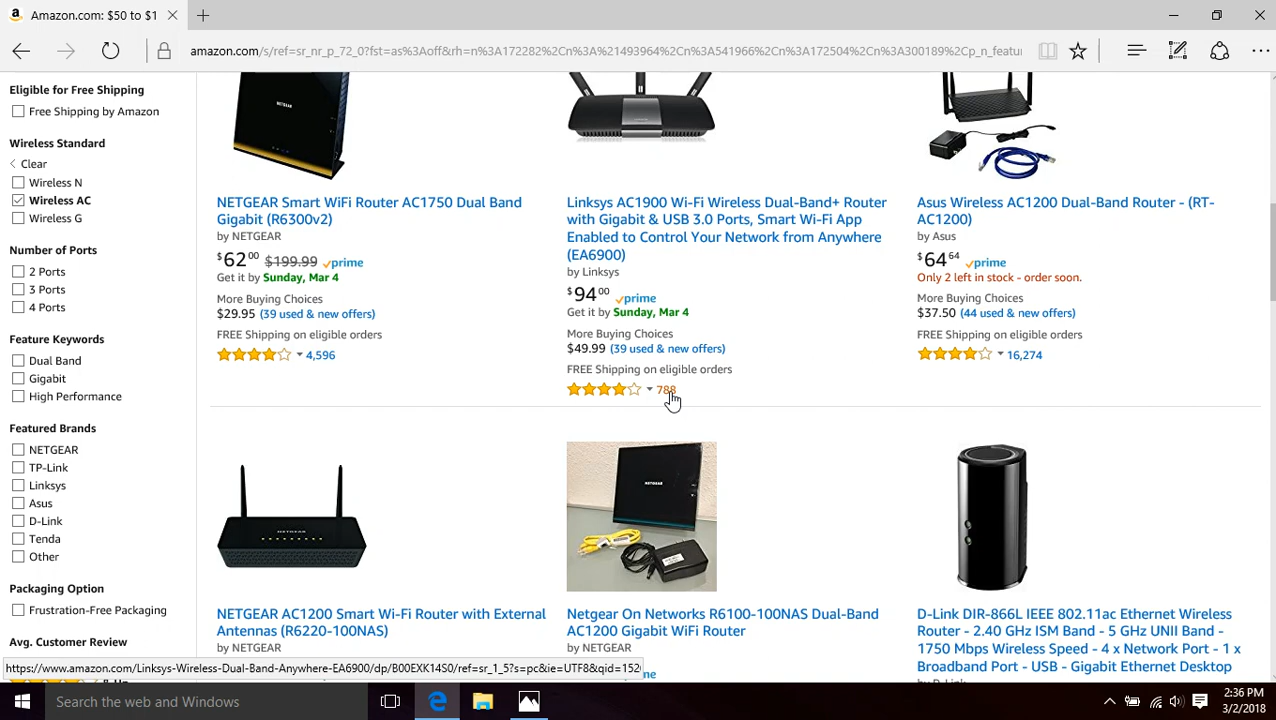 Amazon.com: $50 to $1
amazon.com/s/ref=sr_nr_p_72_0?fst=as%3Aoff&rh=n%3A172282%2Cn%3A%21493964%2Cn%3A541966%2Cn%3A172504%2Cn%3A300189%2Cp_n_featu
Eligible for Free Shipping
Free Shipping by Amazon
Wireless Standard
Clear
Wireless N
Wireless AC
Wireless G
Number of Ports
2 Ports
3 Ports
4 Ports
Feature Keywords
Dual Band
Gigabit
High Performance
Featured Brands
NETGEAR
TP-Link
Linksys
Asus
D-Link
Tenda
Other
Packaging Option
Frustration-Free Packaging
Avg. Customer Review
& Up
NETGEAR
NETGEAR Smart WiFi Router AC1750 Dual Band
Gigabit (R6300v2)
by NETGEAR
$62 00 $199.99 prime
Get it by Sunday, Mar 4
More Buying Choices
$29.95 (39 used & new offers)
FREE Shipping on eligible orders
4,596
Linksys AC1900 Wi-Fi Wireless Dual-Band+ Router
with Gigabit & USB 3.0 Ports, Smart Wi-Fi App
Enabled to Control Your Network from Anywhere
(EA6900)
by Linksys
$94 00 prime
Get it by Sunday, Mar 4
More Buying Choices
$49.99 (39 used & new offers)
FREE Shipping on eligible orders
788
Asus Wireless AC1200 Dual-Band Router - (RT-
AC1200)
by Asus
$64 64 prime
Only 2 left in stock - order soon.
More Buying Choices
$37.50 (44 used & new offers)
FREE Shipping on eligible orders
16,274
NETGEAR
NETGEAR AC1200 Smart Wi-Fi Router with External
Antennas (R6220-100NAS)
by NETGEAR
NETGEAR
Netgear On Networks R6100-100NAS Dual-Band
AC1200 Gigabit WiFi Router
by NETGEAR
D-Link DIR-866L IEEE 802.11ac Ethernet Wireless
Router - 2.40 GHz ISM Band - 5 GHz UNII Band -
1750 Mbps Wireless Speed - 4 x Network Port - 1 x
Broadband Port - USB - Gigabit Ethernet Desktop
https://www.amazon.com/Linksys-Wireless-Dual-Band-Anywhere-EA6900/dp/B00EXK14S0/ref=sr_1_5?s=pc&ie=UTF8&qid=152
Search the web and Windows
2:36 PM
3/2/2018